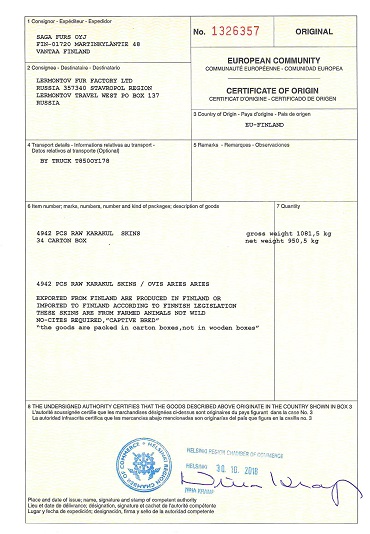 1 Consignor - Expéditeur - Expedidor
No. 1326357
ORIGINAL
SAGA FURS OYJ
FIN-01720 MARTINKYLÄNTIE 48
VANTAA FINLAND
EUROPEAN COMMUNITY
COMMUNAUTÉ EUROPÉENNE - COMUNIDAD EUROPEA
2 Consignee - Destinataire - Destinatario
LERMONTOV FUR FACTORY LTD
RUSSIA 357340 STAVROPOL REGION
LERMONTOV TRAVEL WEST PO BOX 137
RUSSIA
CERTIFICATE OF ORIGIN
CERTIFICAT D'ORIGINE - CERTIFICADO DE ORIGEN
3 Country of Origin - Pays d'origine - País de origen
EU-FINLAND
4 Transport details - Informations relatives au transport -
Datos relativos al transporte (Optional)
BY TRUCK T850OY178
5 Remarks - Remarques - Observaciones
6 Item number; marks, numbers, number and kind of packages; description of goods
7 Quantity
4942 PCS RAW KARAKUL SKINS
34 CARTON BOX
gross weight 1081,5 kg
net weight 950,5 kg
4942 PCS RAW KARAKUL SKINS / OVIS ARIES ARIES
EXPORTED FROM FINLAND ARE PRODUCED IN FINLAND OR
IMPORTED TO FINLAND ACCORDING TO FINNISH LEGISLATION
THESE SKINS ARE FROM FARMED ANIMALS NOT WILD
NO-CITES REQUIRED,"CAPTIVE BRED"
"the goods are packed in carton boxes,not in wooden boxes"
8 THE UNDERSIGNED AUTHORITY CERTIFIES THAT THE GOODS DESCRIBED ABOVE ORIGINATE IN THE COUNTRY SHOWN IN BOX 3
L'autorité soussignée certifie que les marchandises désignées ci-dessus sont originaires du pays figurant dans la case No. 3
La autoridad infrascrita certifica que las mercancías abajo mencionadas son originarias del país que figura en la casilla no. 3
HELSINKI REGION CHAMBER OF COMMERCE
HELSINKI 30. 10. 2018
Place and date of issue; name, signature and stamp of competent authority
Lieu et date de délivrance; désignation, signature et cachet de l'autorité compétente
Lugar y fecha de expedición; designación, firma y sello de la autoridad competente